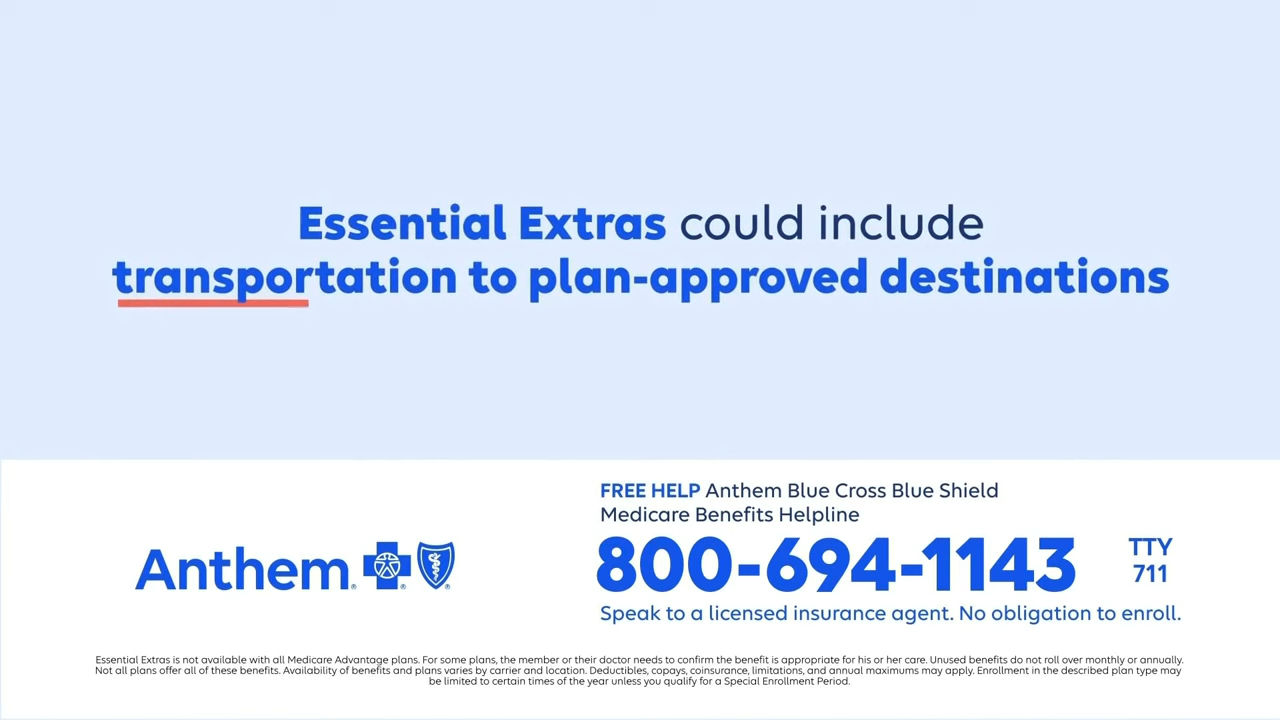 Essential Extras could include
transportation to plan-approved destinations
FREE HELP Anthem Blue Cross Blue Shield
Medicare Benefits Helpline
Anthem®
800-694-1143
TTY
711
Speak to a licensed insurance agent. No obligation to enroll.
Essential Extras is not available with all Medicare Advantage plans. For some plans, the member or their doctor needs to confirm the benefit is appropriate for his or her care. Unused benefits do not roll over monthly or annually.
Not all plans offer all of these benefits. Availability of benefits and plans varies by carrier and location. Deductibles, copays, coinsurance, limitations, and annual maximums may apply. Enrollment in the described plan type may
be limited to certain times of the year unless you qualify for a Special Enrollment Period.